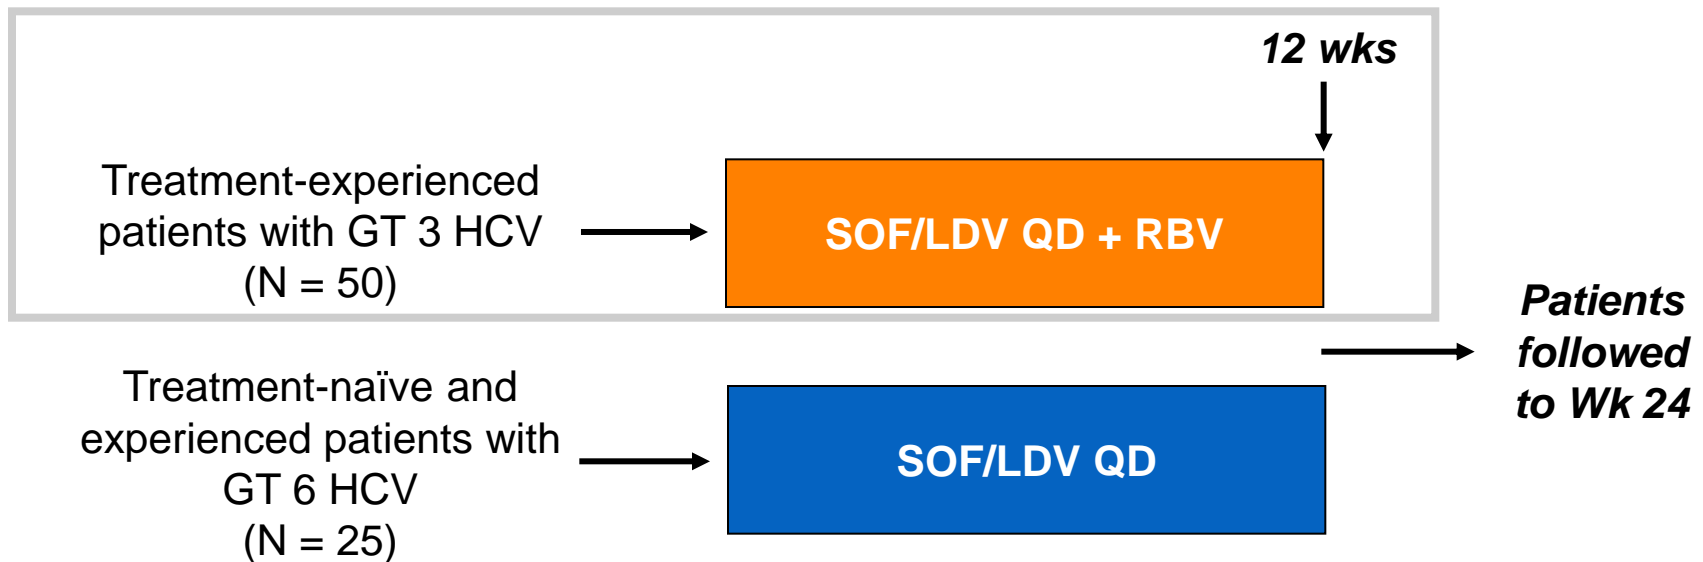 12 wks
Treatment-experienced
patients with GT 3 HCV
(N = 50)
SOF/LDV QD + RBV
Patients
followed
to Wk 24
Treatment-naïve and
experienced patients with
GT 6 HCV
(N = 25)
SOF/LDV QD